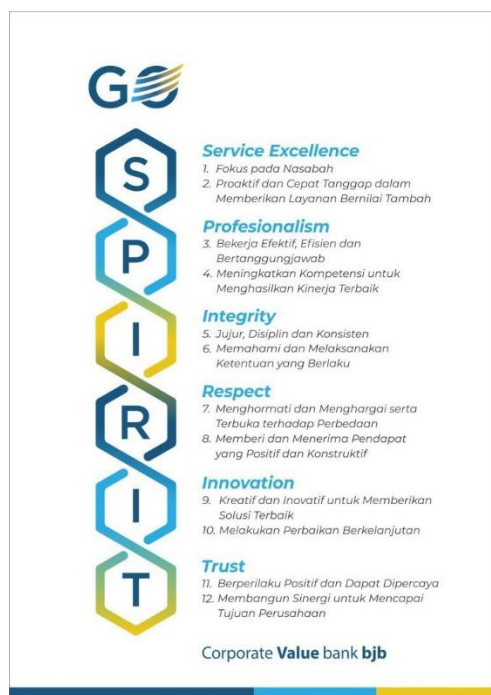 GO
S
Service Excellence
1. Fokus pada Nasabah
2. Proaktif dan Cepat Tanggap dalam
Memberikan Layanan Bernilai Tambah
P
Profesionalism
3. Bekerja Efektif, Efisien dan
Bertanggungjawab
4. Meningkatkan Kompetensi untuk
Menghasilkan Kinerja Terbaik
I
Integrity
5. Jujur, Disiplin dan Konsisten
6. Memahami dan Melaksanakan
Ketentuan yang Berlaku
R
Respect
7. Menghormati dan Menghargai serta
Terbuka terhadap Perbedaan
8. Memberi dan Menerima Pendapat
yang Positif dan Konstruktif
I
Innovation
9. Kreatif dan Inovatif untuk Memberikan
Solusi Terbaik
10. Melakukan Perbaikan Berkelanjutan
T
Trust
11. Berperilaku Positif dan Dapat Dipercaya
12. Membangun Sinergi untuk Mencapai
Tujuan Perusahaan
Corporate Value bank bjb